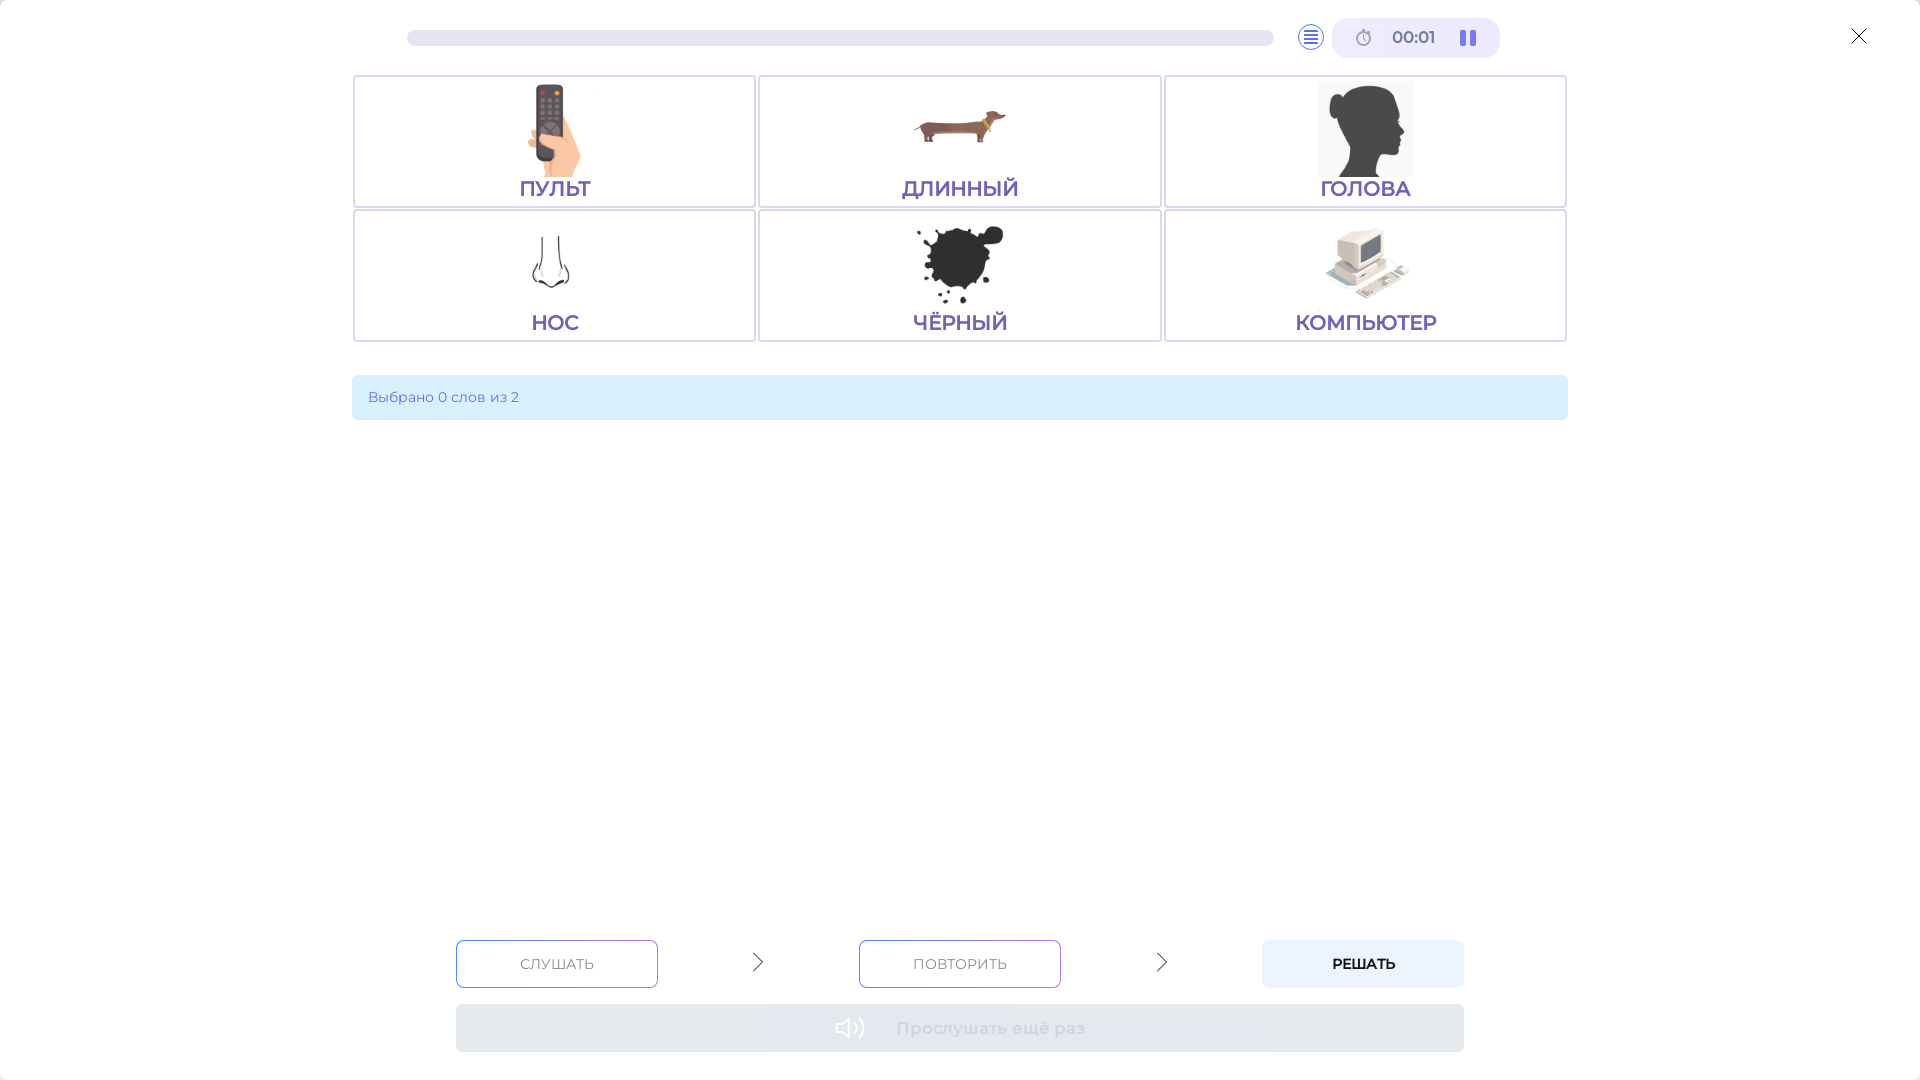 00:01
ПУЛЬТ
ДЛИННЫЙ
ГОЛОВА
НОС
ЧЁРНЫЙ
КОМПЬЮТЕР
Выбрано 0 слов из 2
СЛУШАТЬ
ПОВТОРИТЬ
РЕШАТЬ
Прослушать ещё раз